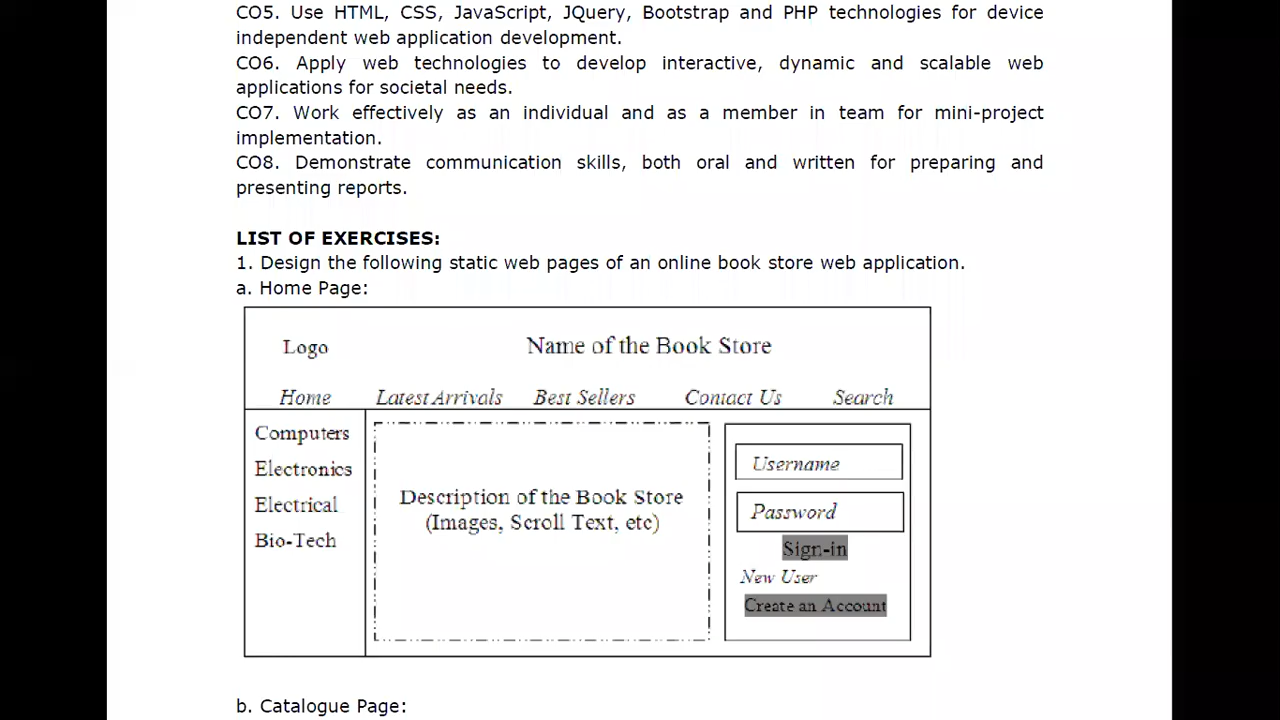 CO5. Use HTML, CSS, JavaScript, JQuery, Bootstrap and PHP technologies for device
independent web application development.
CO6. Apply web technologies to develop interactive, dynamic and scalable web
applications for societal needs.
CO7. Work effectively as an individual and as a member in team for mini-project
implementation.
CO8. Demonstrate communication skills, both oral and written for preparing and
presenting reports.
LIST OF EXERCISES:
1. Design the following static web pages of an online book store web application.
a. Home Page:
Logo Name of the Book Store
Home Latest Arrivals Best Sellers Contact Us Search
Computers
Electronics
Electrical
Bio-Tech
Description of the Book Store
(Images, Scroll Text, etc)
Username
Password
Sign-in
New User
Create an Account
b. Catalogue Page: